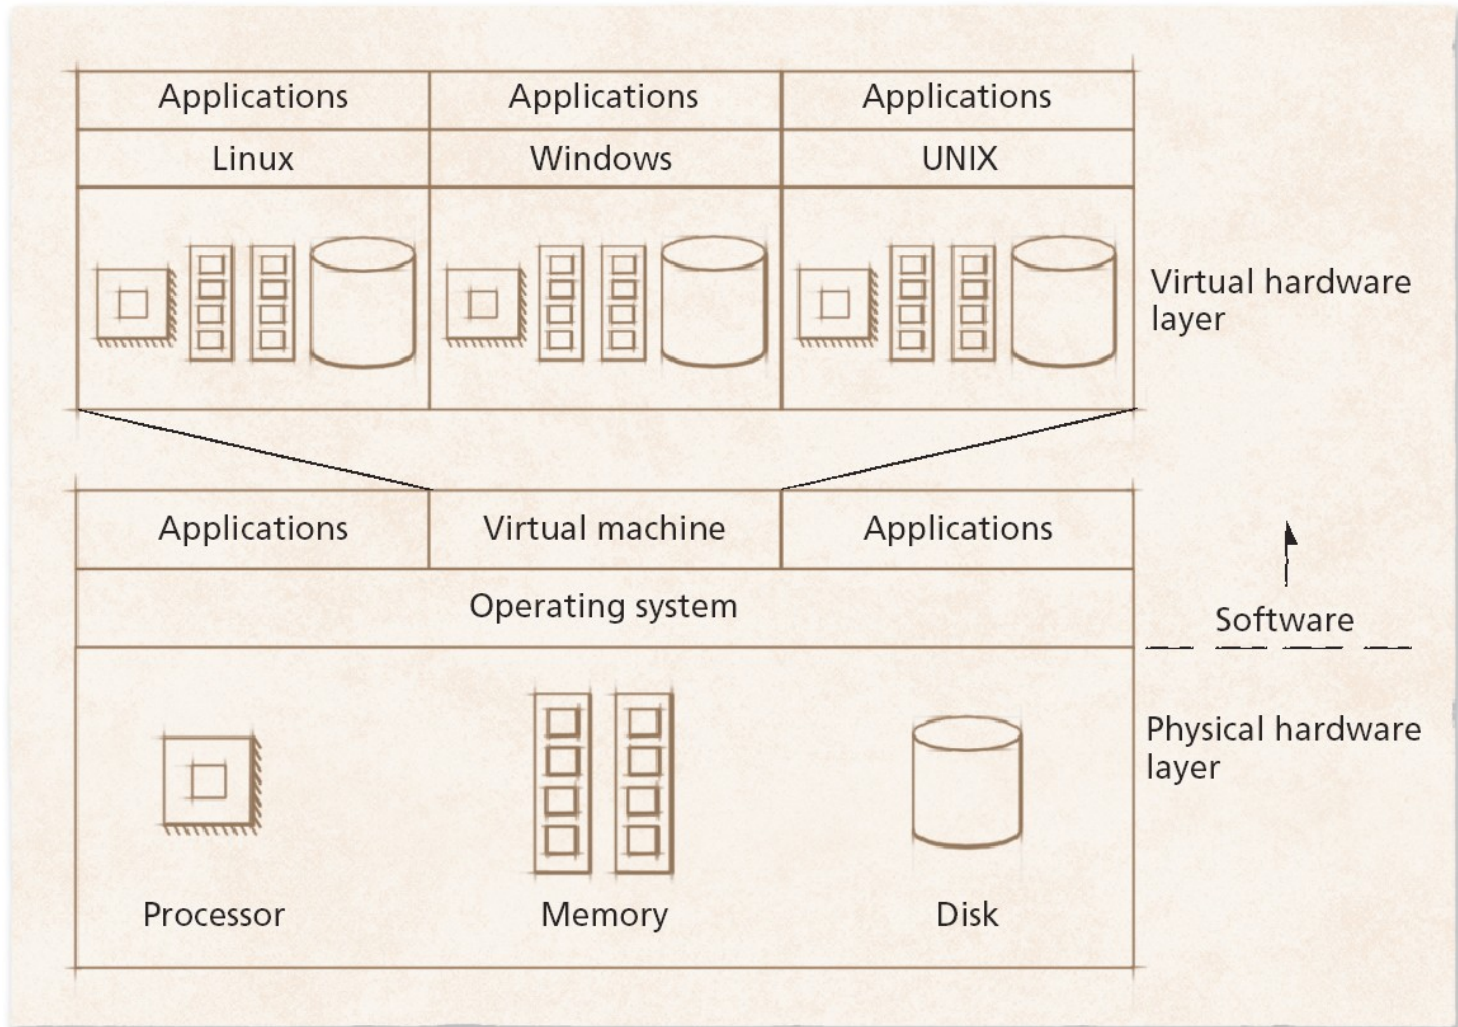 Applications
Applications
Applications
Linux
Windows
UNIX
Virtual hardware
layer
Applications
Virtual machine
Applications
Operating system
Software
Physical hardware
layer
Processor
Memory
Disk